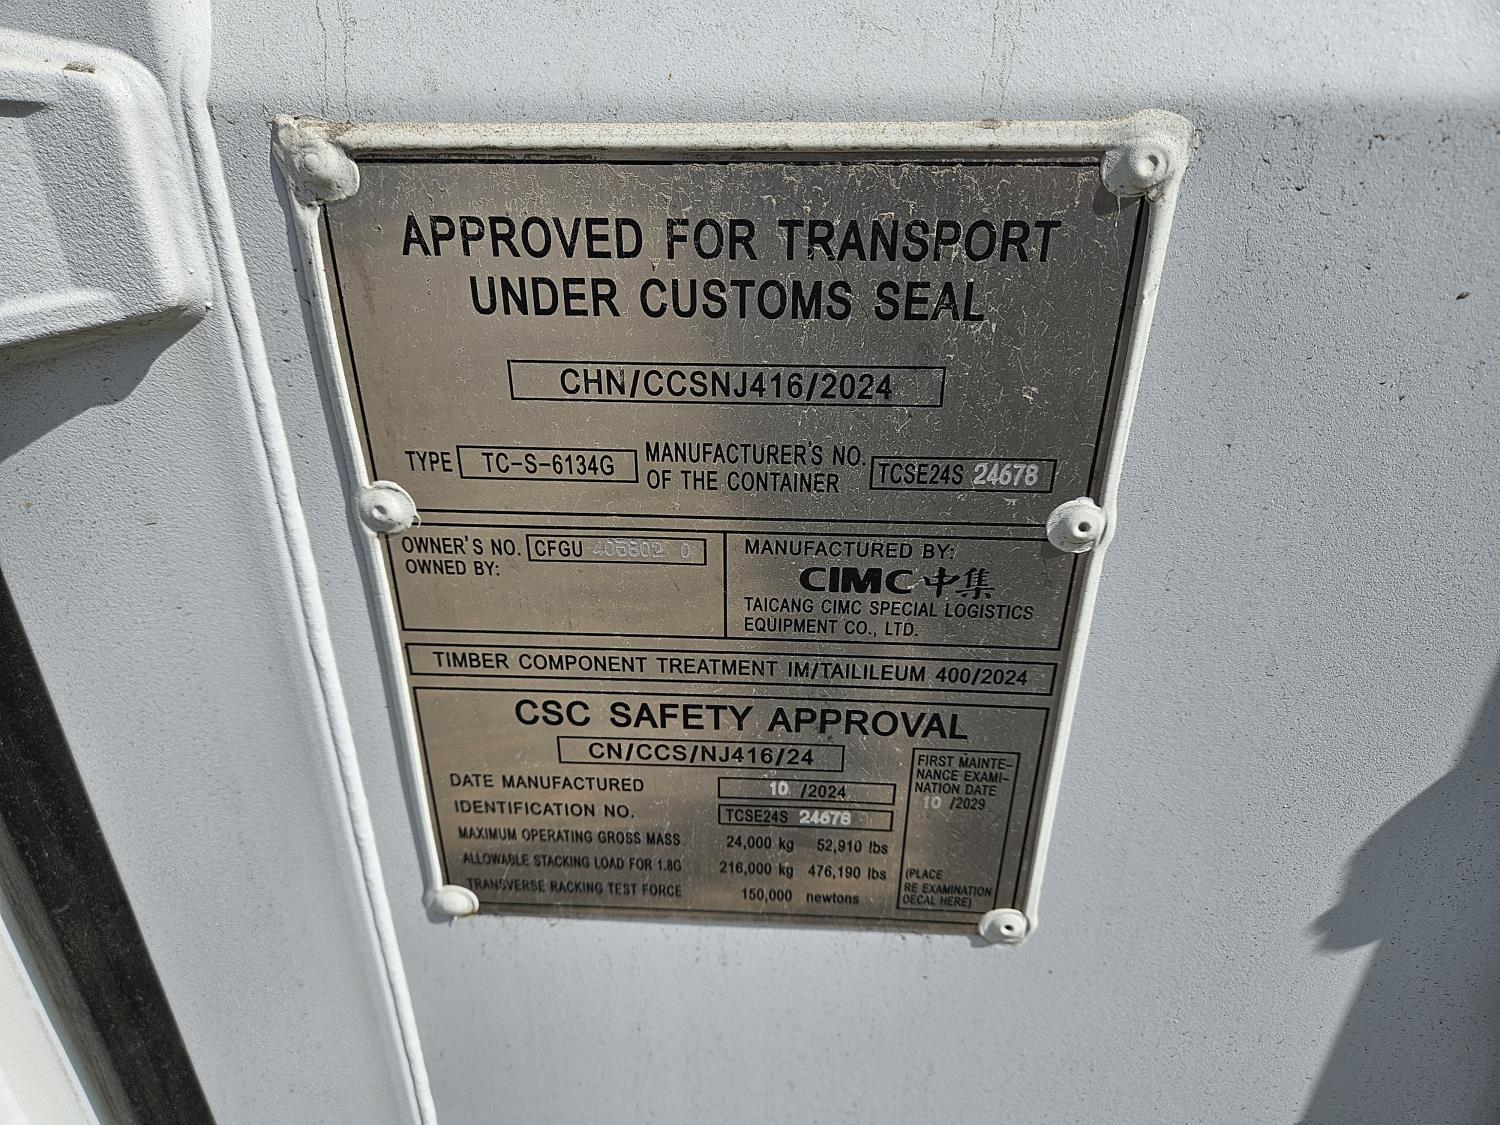 APPROVED FOR TRANSPORT
UNDER CUSTOMS SEAL
CHN/CCSNJ416/2024
TYPE TC-S-6134G MANUFACTURER'S NO. OF THE CONTAINER TCSE24S 24678
OWNER'S NO. CFGU
OWNED BY:
MANUFACTURED BY:
CIMC 中集
TAICANG CIMC SPECIAL LOGISTICS
EQUIPMENT CO., LTD.
TIMBER COMPONENT TREATMENT IM/TAILILEUM 400/2024
CSC SAFETY APPROVAL
CN/CCS/NJ416/24
DATE MANUFACTURED 10 /2024
IDENTIFICATION NO. TCSE24S 24678
MAXIMUM OPERATING GROSS MASS 24,000 kg 52,910 lbs
ALLOWABLE STACKING LOAD FOR 1.8G 216,000 kg 476,190 lbs
TRANSVERSE RACKING TEST FORCE 150,000 newtons
FIRST MAINTE-
NANCE EXAMI-
NATION DATE
10 /2029
(PLACE
RE EXAMINATION
DECAL HERE)